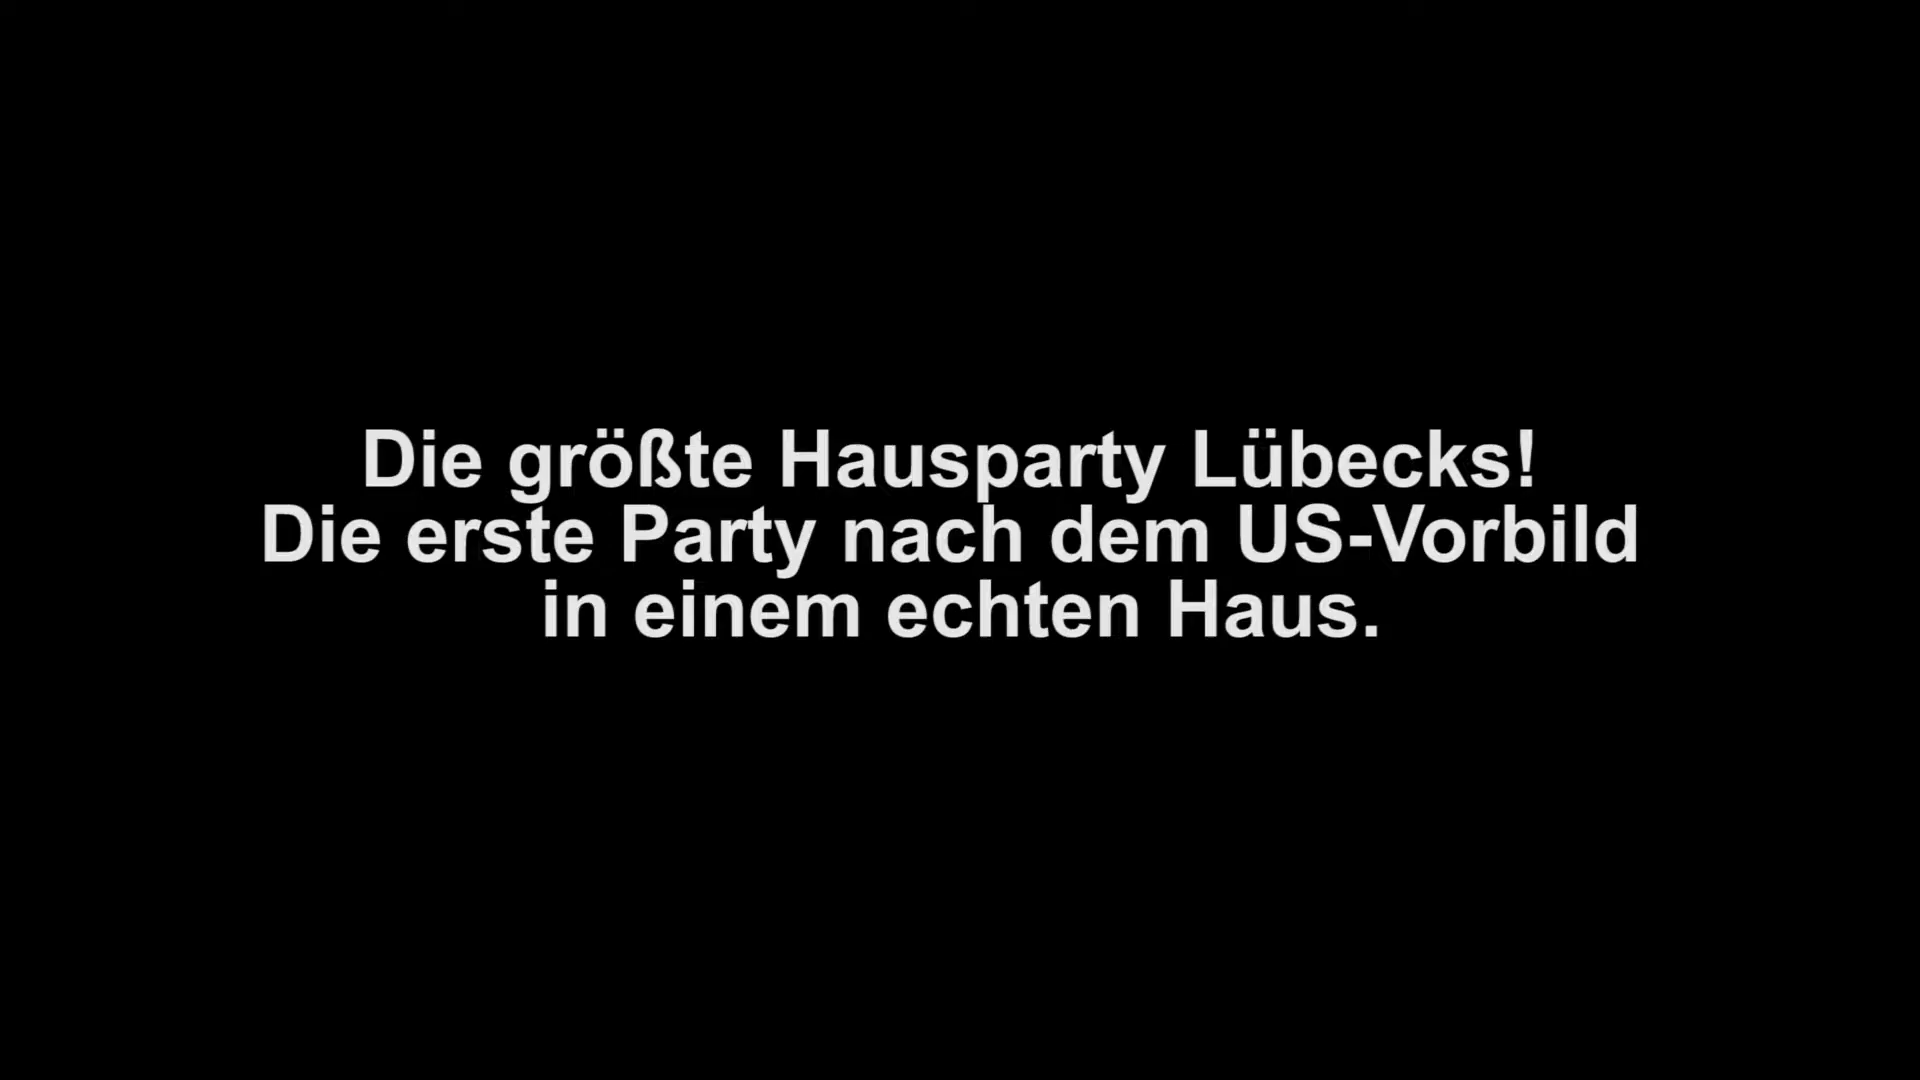 Die größte Hausparty Lübecks!
Die erste Party nach dem US-Vorbild
in einem echten Haus.